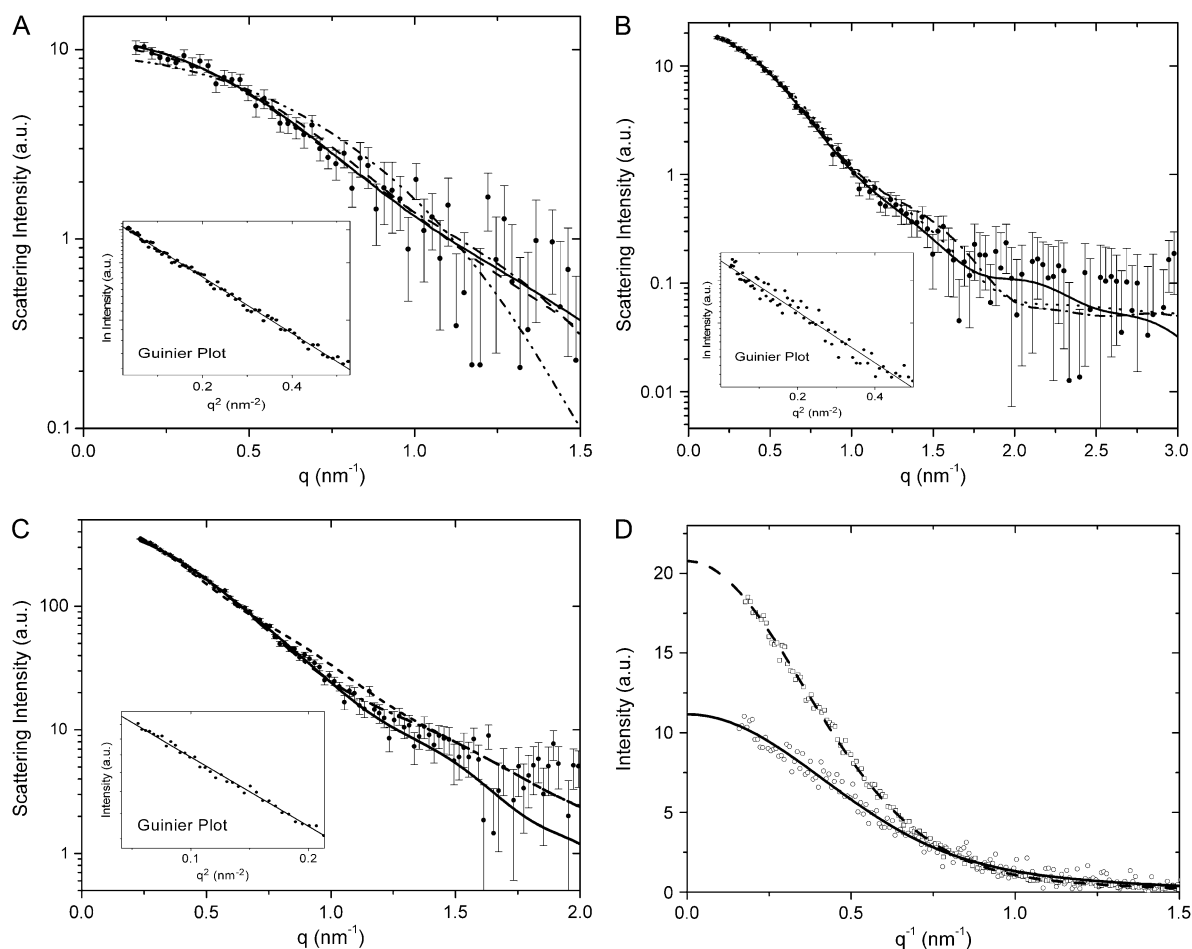 A
Scattering Intensity (a.u.)
10
1
0.1
0.0
0.5
1.0
1.5
q (nm-1)
ln Intensity (a.u.)
Guinier Plot
0.2
0.4
q2 (nm-2)
B
Scattering Intensity (a.u.)
10
1
0.1
0.01
0.0
0.5
1.0
1.5
2.0
2.5
3.0
q (nm-1)
ln Intensity (a.u.)
Guinier Plot
0.2
0.4
q2 (nm-2)
C
Scattering Intensity (a.u.)
100
10
1
0.0
0.5
1.0
1.5
2.0
q (nm-1)
Intensity (a.u.)
Guinier Plot
0.1
0.2
q2 (nm-2)
D
Intensity (a.u.)
20
15
10
5
0
0.0
0.5
1.0
1.5
q-1 (nm-1)